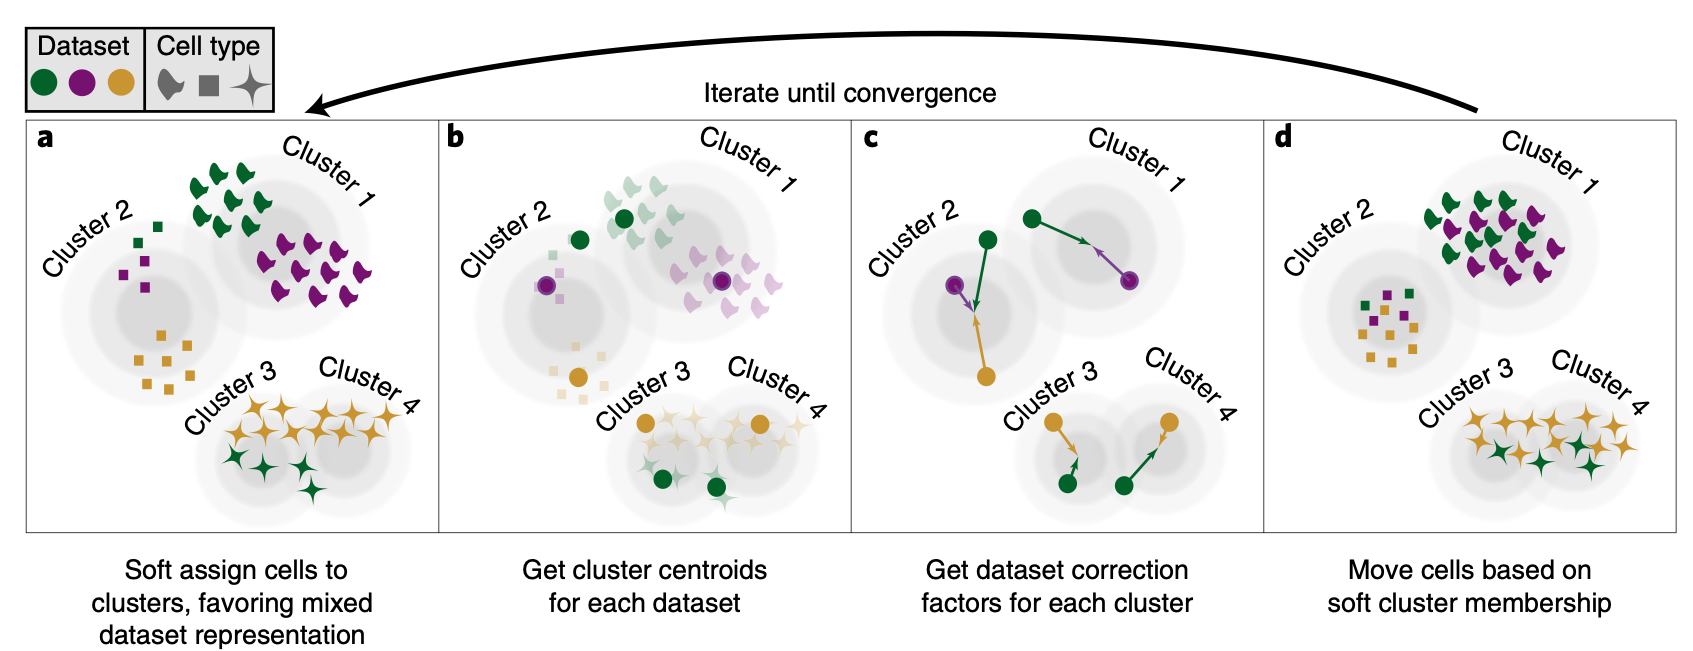 Dataset
Cell type
Iterate until convergence
a
Cluster 1
Cluster 2
Cluster 3
Cluster 4
b
Cluster 1
Cluster 2
Cluster 3
Cluster 4
c
Cluster 1
Cluster 2
Cluster 3
Cluster 4
d
Cluster 1
Cluster 2
Cluster 3
Cluster 4
Soft assign cells to
clusters, favoring mixed
dataset representation
Get cluster centroids
for each dataset
Get dataset correction
factors for each cluster
Move cells based on
soft cluster membership